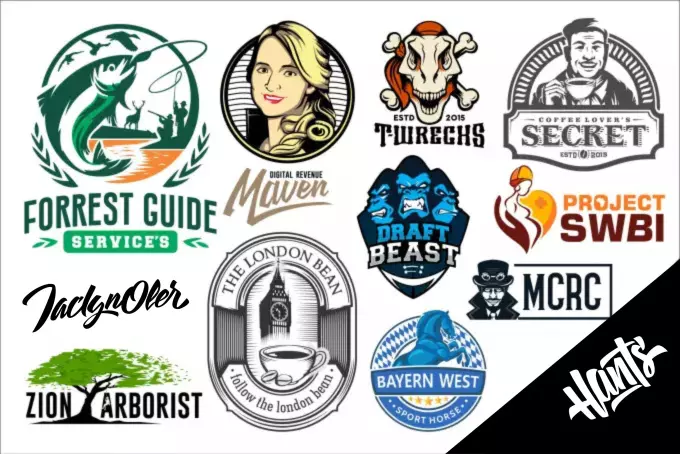 FORREST GUIDE
SERVICE'S
DIGITAL REVENUE
Maven
ESTD 2015
TWRECHS
COFFEE LOVER'S
SECRET
ESTD 2019
DRAFT
BEAST
PROJECT
SWBI
JaclynOler
THE LONDON BEAN
follow the london bean
MCRC
ZION ARBORIST
BAYERN WEST
SPORT HORSE
Hants